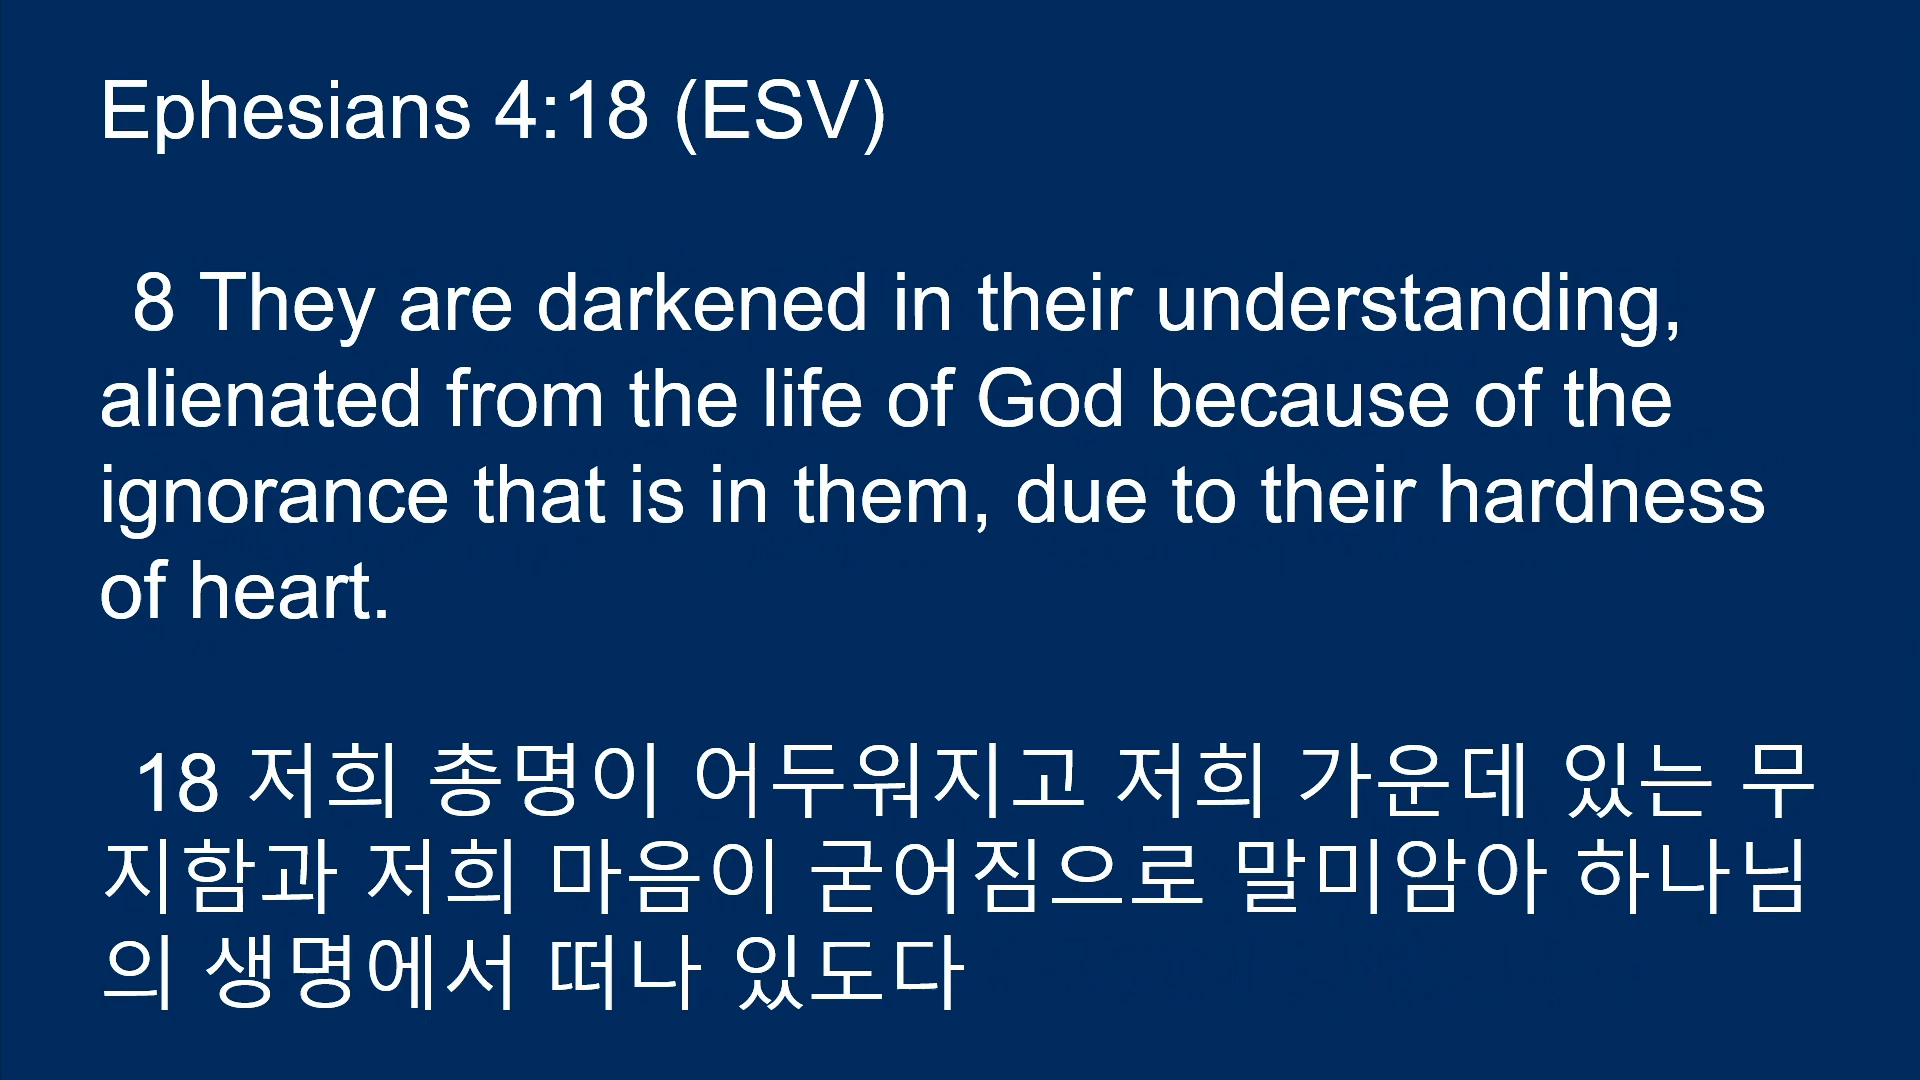 Ephesians 4:18 (ESV)
8 They are darkened in their understanding,
alienated from the life of God because of the
ignorance that is in them, due to their hardness
of heart.
18 저희 총명이 어두워지고 저희 가운데 있는 무
지함과 저희 마음이 굳어짐으로 말미암아 하나님
의 생명에서 떠나 있도다